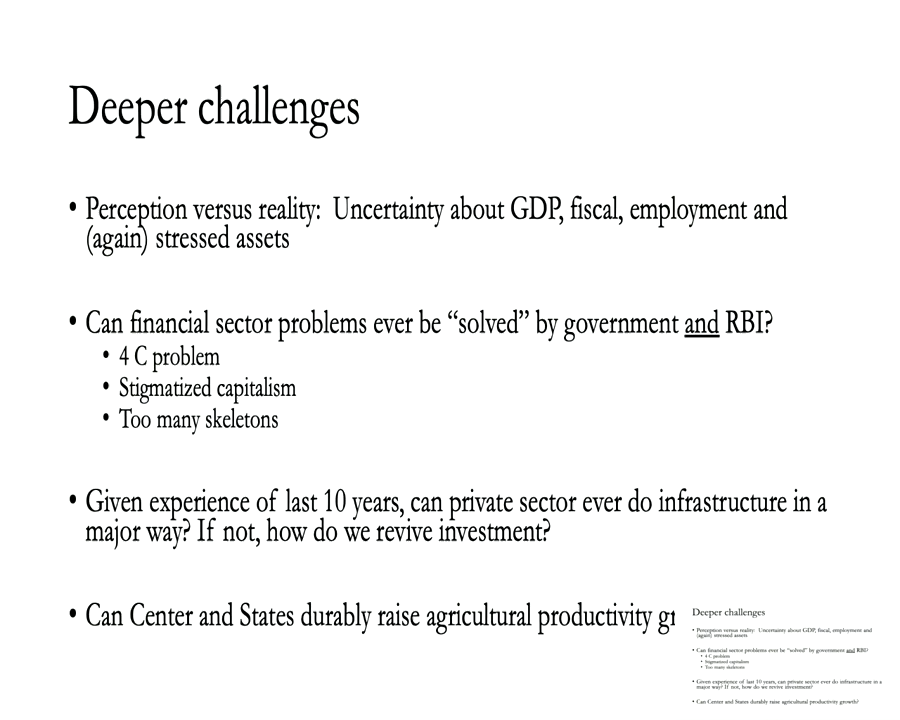 Deeper challenges
• Perception versus reality:  Uncertainty about GDP, fiscal, employment and
(again) stressed assets
• Can financial sector problems ever be “solved” by government and RBI?
• 4 C problem
• Stigmatized capitalism
• Too many skeletons
• Given experience of last 10 years, can private sector ever do infrastructure in a
major way? If not, how do we revive investment?
• Can Center and States durably raise agricultural productivity gr
Deeper challenges
• Perception versus reality:  Uncertainty about GDP, fiscal, employment and
(again) stressed assets
• Can financial sector problems ever be “solved” by government and RBI?
• 4 C problem
• Stigmatized capitalism
• Too many skeletons
• Given experience of last 10 years, can private sector ever do infrastructure in a
major way? If not, how do we revive investment?
• Can Center and States durably raise agricultural productivity growth?